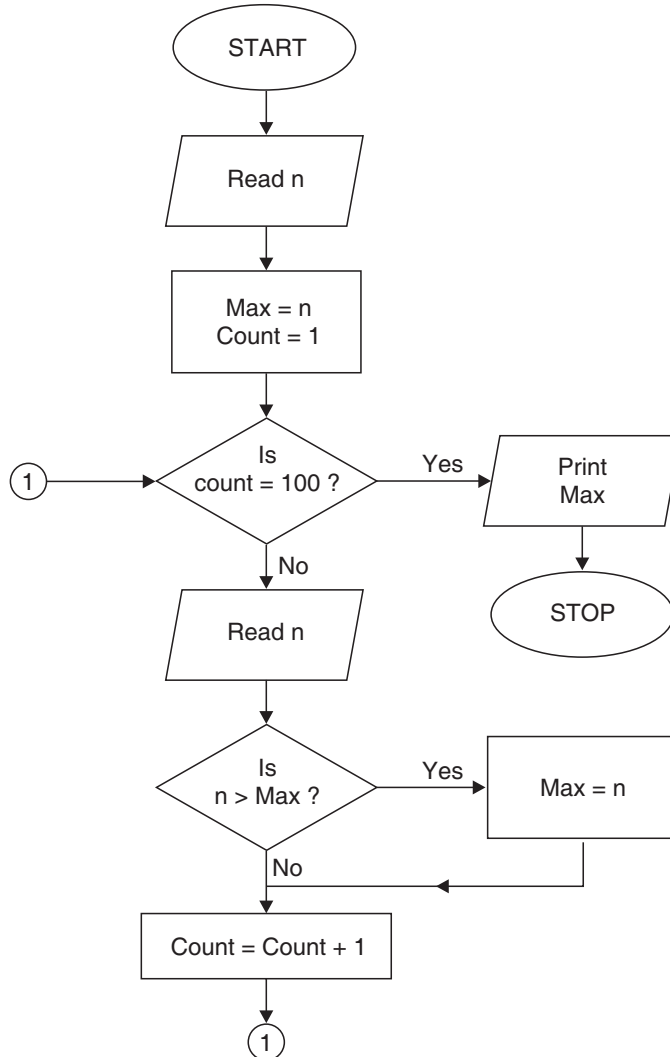 START
Read n
Max = n
Count = 1
Is
count = 100 ?
Yes
Print
Max
1
No
STOP
Read n
Is
n > Max ?
Yes
Max = n
No
Count = Count + 1
1